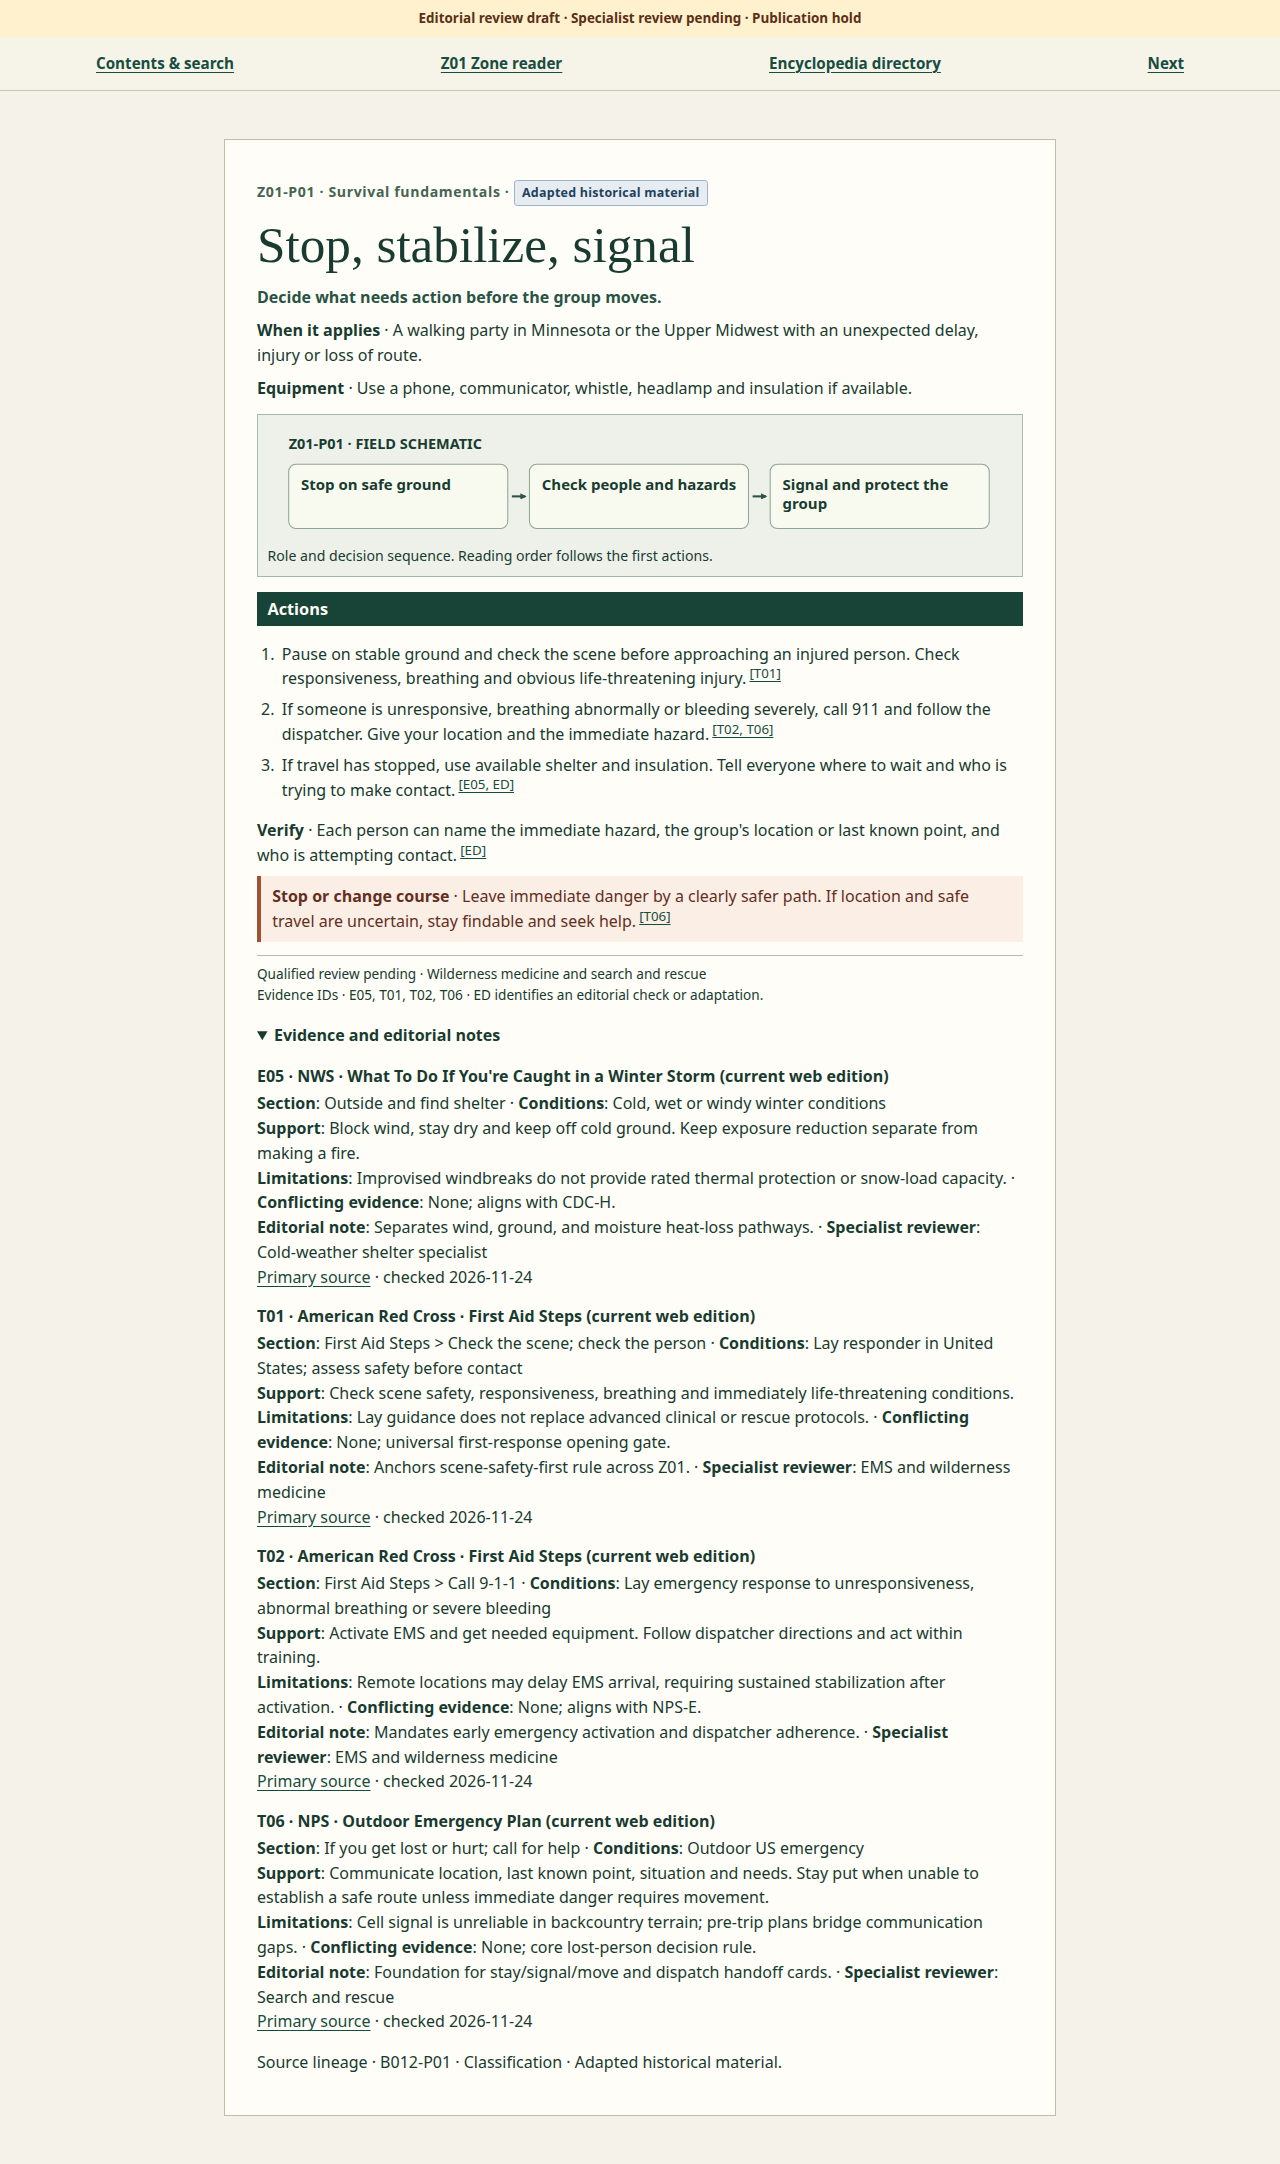 Editorial review draft · Specialist review pending · Publication hold
Contents & search
Z01 Zone reader
Encyclopedia directory
Next
Z01-P01 · Survival fundamentals · Adapted historical material
Stop, stabilize, signal
Decide what needs action before the group moves.
When it applies · A walking party in Minnesota or the Upper Midwest with an unexpected delay,
injury or loss of route.
Equipment · Use a phone, communicator, whistle, headlamp and insulation if available.
Z01-P01 · FIELD SCHEMATIC
Stop on safe ground
Check people and hazards
Signal and protect the
group
Role and decision sequence. Reading order follows the first actions.
Actions
1. Pause on stable ground and check the scene before approaching an injured person. Check
responsiveness, breathing and obvious life-threatening injury. [T01]
2. If someone is unresponsive, breathing abnormally or bleeding severely, call 911 and follow the
dispatcher. Give your location and the immediate hazard. [T02, T06]
3. If travel has stopped, use available shelter and insulation. Tell everyone where to wait and who is
trying to make contact. [E05, ED]
Verify · Each person can name the immediate hazard, the group's location or last known point, and
who is attempting contact. [ED]
Stop or change course · Leave immediate danger by a clearly safer path. If location and safe
travel are uncertain, stay findable and seek help. [T06]
Qualified review pending · Wilderness medicine and search and rescue
Evidence IDs · E05, T01, T02, T06 · ED identifies an editorial check or adaptation.
▼ Evidence and editorial notes
E05 · NWS · What To Do If You're Caught in a Winter Storm (current web edition)
Section: Outside and find shelter · Conditions: Cold, wet or windy winter conditions
Support: Block wind, stay dry and keep off cold ground. Keep exposure reduction separate from
making a fire.
Limitations: Improvised windbreaks do not provide rated thermal protection or snow-load capacity. ·
Conflicting evidence: None; aligns with CDC-H.
Editorial note: Separates wind, ground, and moisture heat-loss pathways. · Specialist reviewer:
Cold-weather shelter specialist
Primary source · checked 2026-11-24
T01 · American Red Cross · First Aid Steps (current web edition)
Section: First Aid Steps > Check the scene; check the person · Conditions: Lay responder in United
States; assess safety before contact
Support: Check scene safety, responsiveness, breathing and immediately life-threatening conditions.
Limitations: Lay guidance does not replace advanced clinical or rescue protocols. · Conflicting
evidence: None; universal first-response opening gate.
Editorial note: Anchors scene-safety-first rule across Z01. · Specialist reviewer: EMS and wilderness
medicine
Primary source · checked 2026-11-24
T02 · American Red Cross · First Aid Steps (current web edition)
Section: First Aid Steps > Call 9-1-1 · Conditions: Lay emergency response to unresponsiveness,
abnormal breathing or severe bleeding
Support: Activate EMS and get needed equipment. Follow dispatcher directions and act within
training.
Limitations: Remote locations may delay EMS arrival, requiring sustained stabilization after
activation. · Conflicting evidence: None; aligns with NPS-E.
Editorial note: Mandates early emergency activation and dispatcher adherence. · Specialist
reviewer: EMS and wilderness medicine
Primary source · checked 2026-11-24
T06 · NPS · Outdoor Emergency Plan (current web edition)
Section: If you get lost or hurt; call for help · Conditions: Outdoor US emergency
Support: Communicate location, last known point, situation and needs. Stay put when unable to
establish a safe route unless immediate danger requires movement.
Limitations: Cell signal is unreliable in backcountry terrain; pre-trip plans bridge communication
gaps. · Conflicting evidence: None; core lost-person decision rule.
Editorial note: Foundation for stay/signal/move and dispatch handoff cards. · Specialist reviewer:
Search and rescue
Primary source · checked 2026-11-24
Source lineage · B012-P01 · Classification · Adapted historical material.